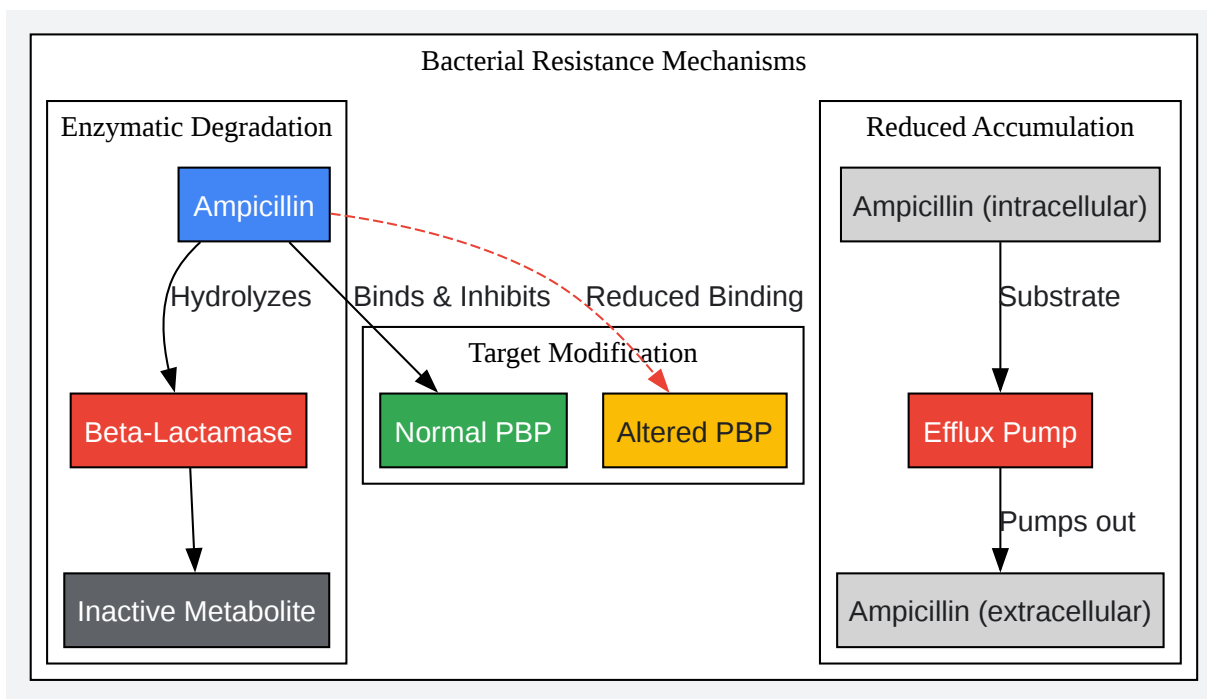 Bacterial Resistance Mechanisms
Enzymatic Degradation
Reduced Accumulation
Ampicillin
Ampicillin (intracellular)
Hydrolyzes
Binds & Inhibits
Reduced Binding
Substrate
Target Modification
Beta-Lactamase
Normal PBP
Altered PBP
Efflux Pump
Pumps out
Inactive Metabolite
Ampicillin (extracellular)